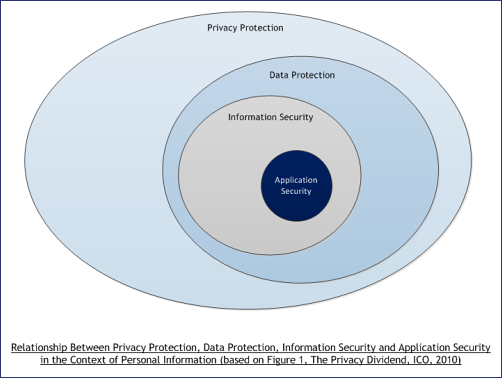 Privacy Protection
Data Protection
Information Security
Application
Security
Relationship Between Privacy Protection, Data Protection, Information Security and Application Security
in the Context of Personal Information (based on Figure 1, The Privacy Dividend, ICO, 2010)